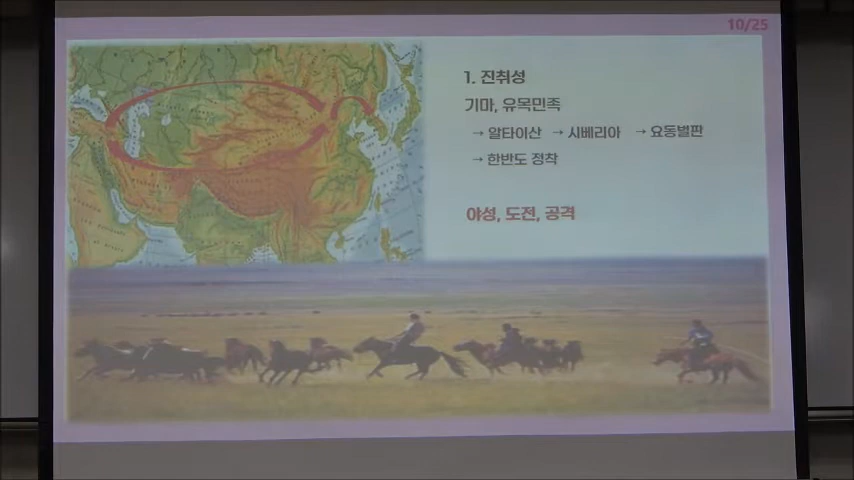 10/25
1. 진취성
기마, 유목민족
→ 알타이산 → 시베리아 → 요동벌판
→ 한반도 정착
야성, 도전, 공격